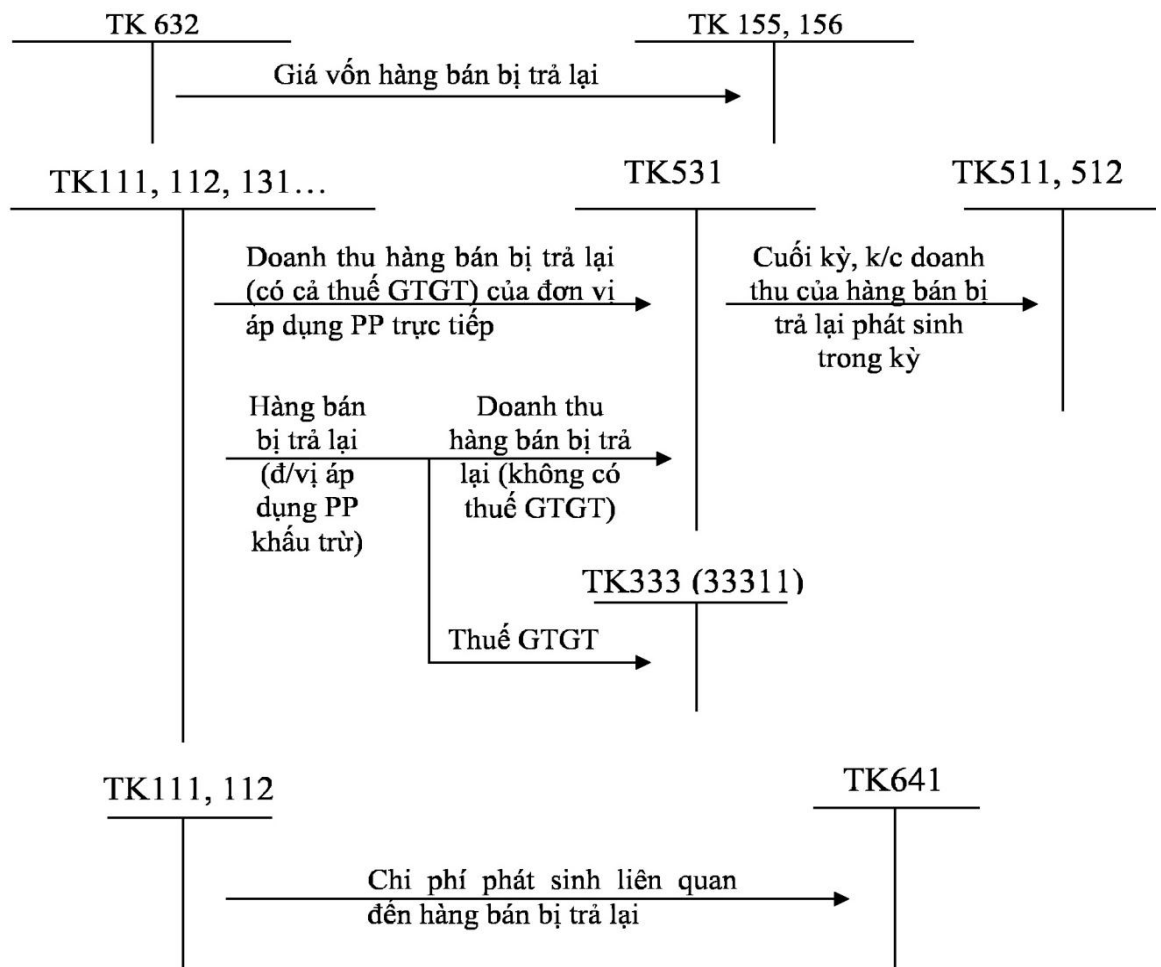 TK 632
TK 155, 156
Giá vốn hàng bán bị trả lại
TK111, 112, 131…
TK531
TK511, 512
Doanh thu hàng bán bị trả lại
(có cả thuế GTGT) của đơn vị
áp dụng PP trực tiếp
Cuối kỳ, k/c doanh
thu của hàng bán bị
trả lại phát sinh
trong kỳ
Hàng bán
bị trả lại
(đ/vị áp
dụng PP
khấu trừ)
Doanh thu
hàng bán bị trả
lại (không có
thuế GTGT)
TK333 (33311)
Thuế GTGT
TK111, 112
TK641
Chi phí phát sinh liên quan
đến hàng bán bị trả lại